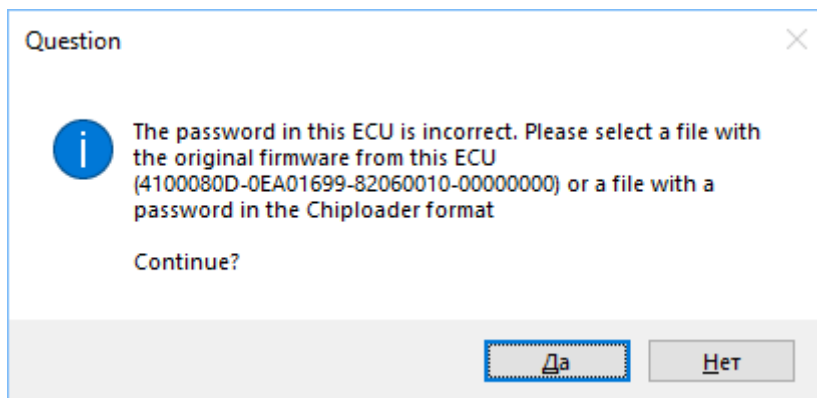 Question
The password in this ECU is incorrect. Please select a file with
the original firmware from this ECU
(4100080D-0EA01699-82060010-00000000) or a file with a
password in the Chiploader format
Continue?
Да
Нет